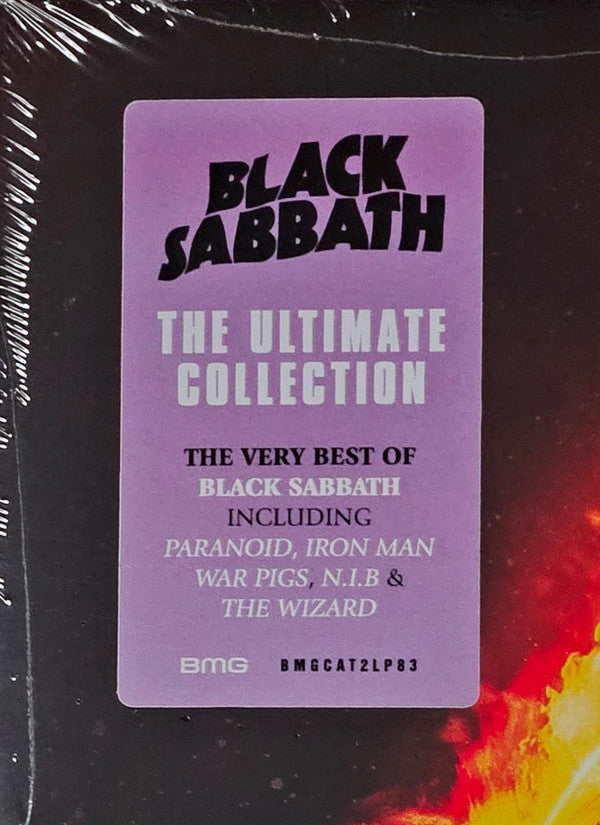 BLACK
SABBATH
THE ULTIMATE
COLLECTION
THE VERY BEST OF
BLACK SABBATH
INCLUDING
PARANOID, IRON MAN
WAR PIGS, N.I.B &
THE WIZARD
BMG BMGCAT2LP83